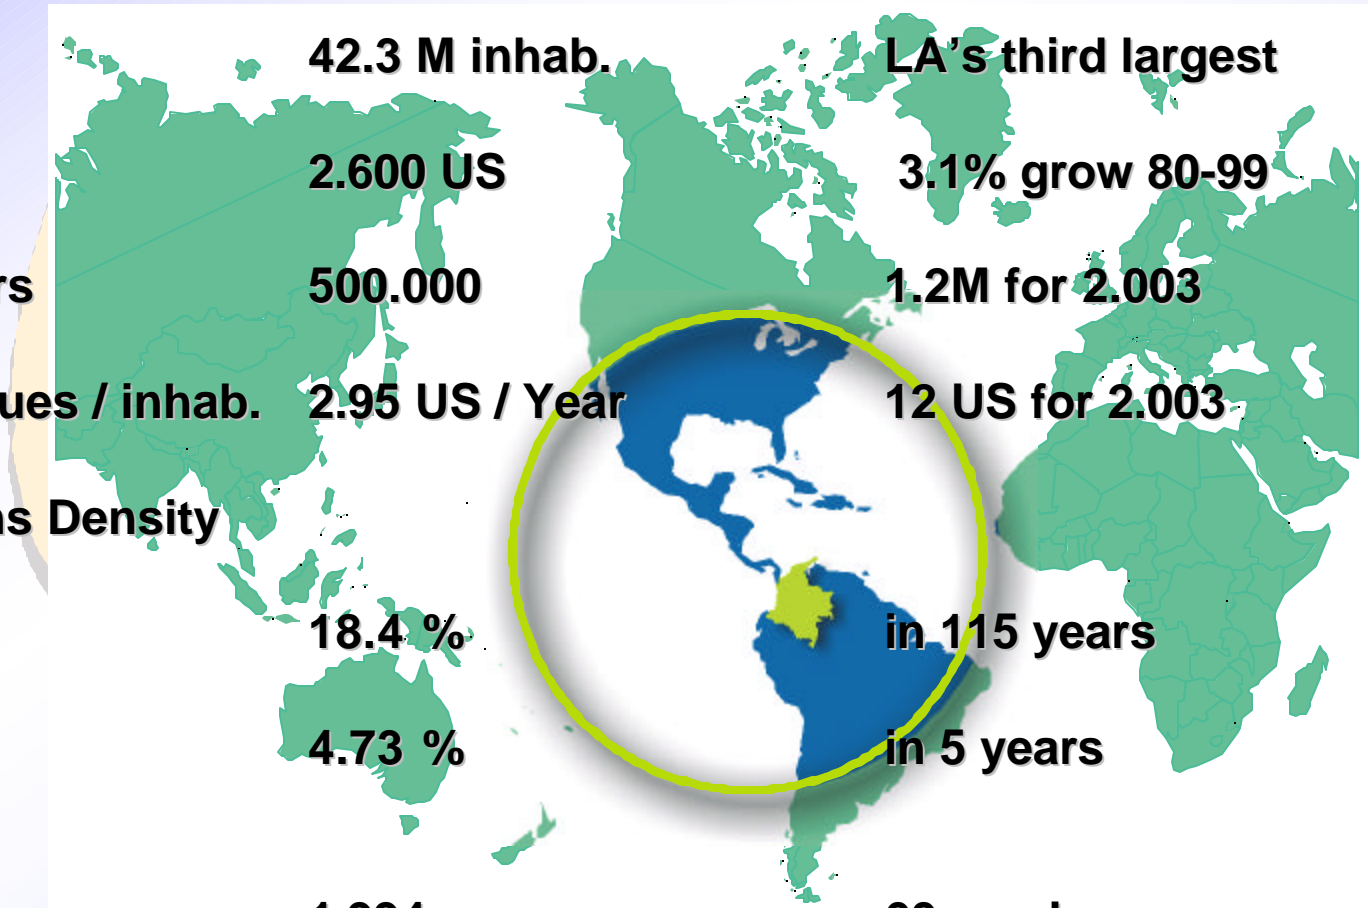 42.3 M inhab. LA's third largest
2.600 US 3.1% grow 80-99
500.000 1.2M for 2.003
/ inhab. 2.95 US / Year 12 US for 2.003
Density
18.4 % in 115 years
4.73 % in 5 years